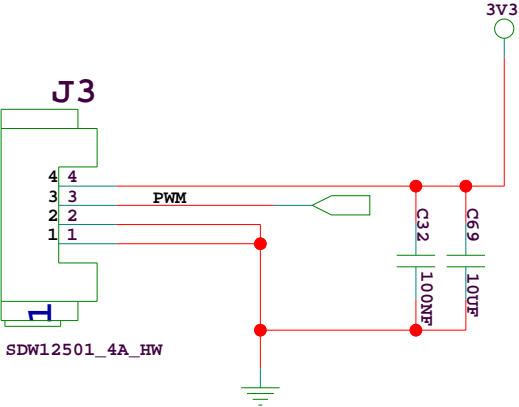 3V3
J3
4 4
3 3 PWM
2 2
1 1
C32
100NF
C69
10UF
1
SDW12501_4A_HW